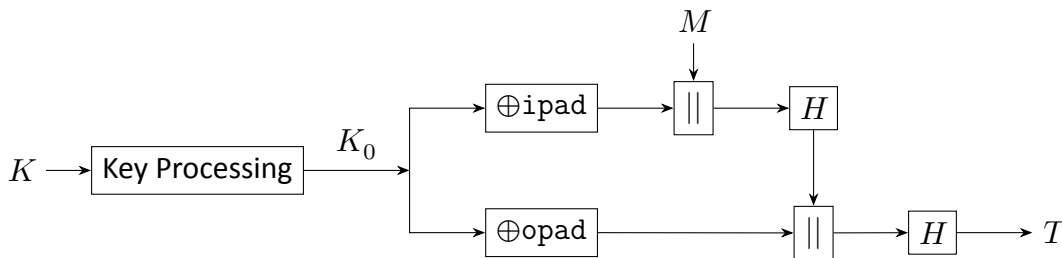 M
⊕ipad
||
H
K₀
K
Key Processing
⊕opad
||
H
T